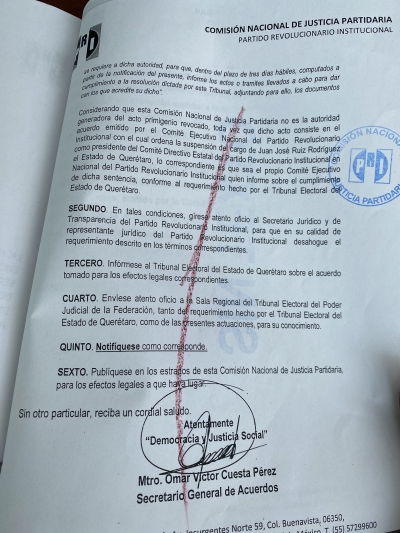 PRD
COMISIÓN NACIONAL DE JUSTICIA PARTIDARIA
PARTIDO REVOLUCIONARIO INSTITUCIONAL
"se requiere a dicha autoridad, para que, dentro del plazo de tres días hábiles, computados a
partir de la notificación del presente, informe los actos o tramites llevados a cabo para dar
cumplimiento a la resolución dictada por este Tribunal, adjuntando para ello, los documentos
con los que acredite su dicho".
Considerando que esta Comisión Nacional de Justicia Partidaria no es la autoridad
generadora del acto primigenio revocado, toda vez que dicho acto consiste en el
acuerdo emitido por el Comité Ejecutivo Nacional del Partido Revolucionario
Institucional con el cual ordena la suspensión del cargo de Juan José Ruíz Rodríguez
como presidente del Comité Directivo Estatal del Partido Revolucionario Institucional en
el Estado de Querétaro, lo correspondiente es que sea el propio Comité Ejecutivo
Nacional del Partido Revolucionario Institucional quien informe sobre el cumplimiento
de dicha sentencia, conforme al requerimiento hecho por el Tribunal Electoral del
Estado de Querétaro.
SEGUNDO. En tales condiciones, gírese atento oficio al Secretario Jurídico y de
Transparencia del Partido Revolucionario Institucional, para que en su calidad de
representante jurídico del Partido Revolucionario Institucional desahogue el
requerimiento descrito en los términos correspondientes.
TERCERO. Infórmese al Tribunal Electoral del Estado de Querétaro sobre el acuerdo
tomado para los efectos legales correspondientes.
CUARTO. Envíese atento oficio a la Sala Regional del Tribunal Electoral del Poder
Judicial de la Federación, tanto del requerimiento hecho por el Tribunal Electoral del
Estado de Querétaro, como de las presentes actuaciones, para su conocimiento.
QUINTO. Notifíquese como corresponde.
SEXTO. Publíquese en los estrados de esta Comisión Nacional de Justicia Partidaria,
para los efectos legales a que haya lugar.
Sin otro particular, reciba un cordial saludo.
Atentamente
"Democracia y Justicia Social"
Mtro. Omar Víctor Cuesta Pérez
Secretario General de Acuerdos
Insurgentes Norte 59, Col. Buenavista, 06350,
México, T. (55) 57299600
COMISIÓN NACIONAL
PRI
JUSTICIA PARTIDARIA